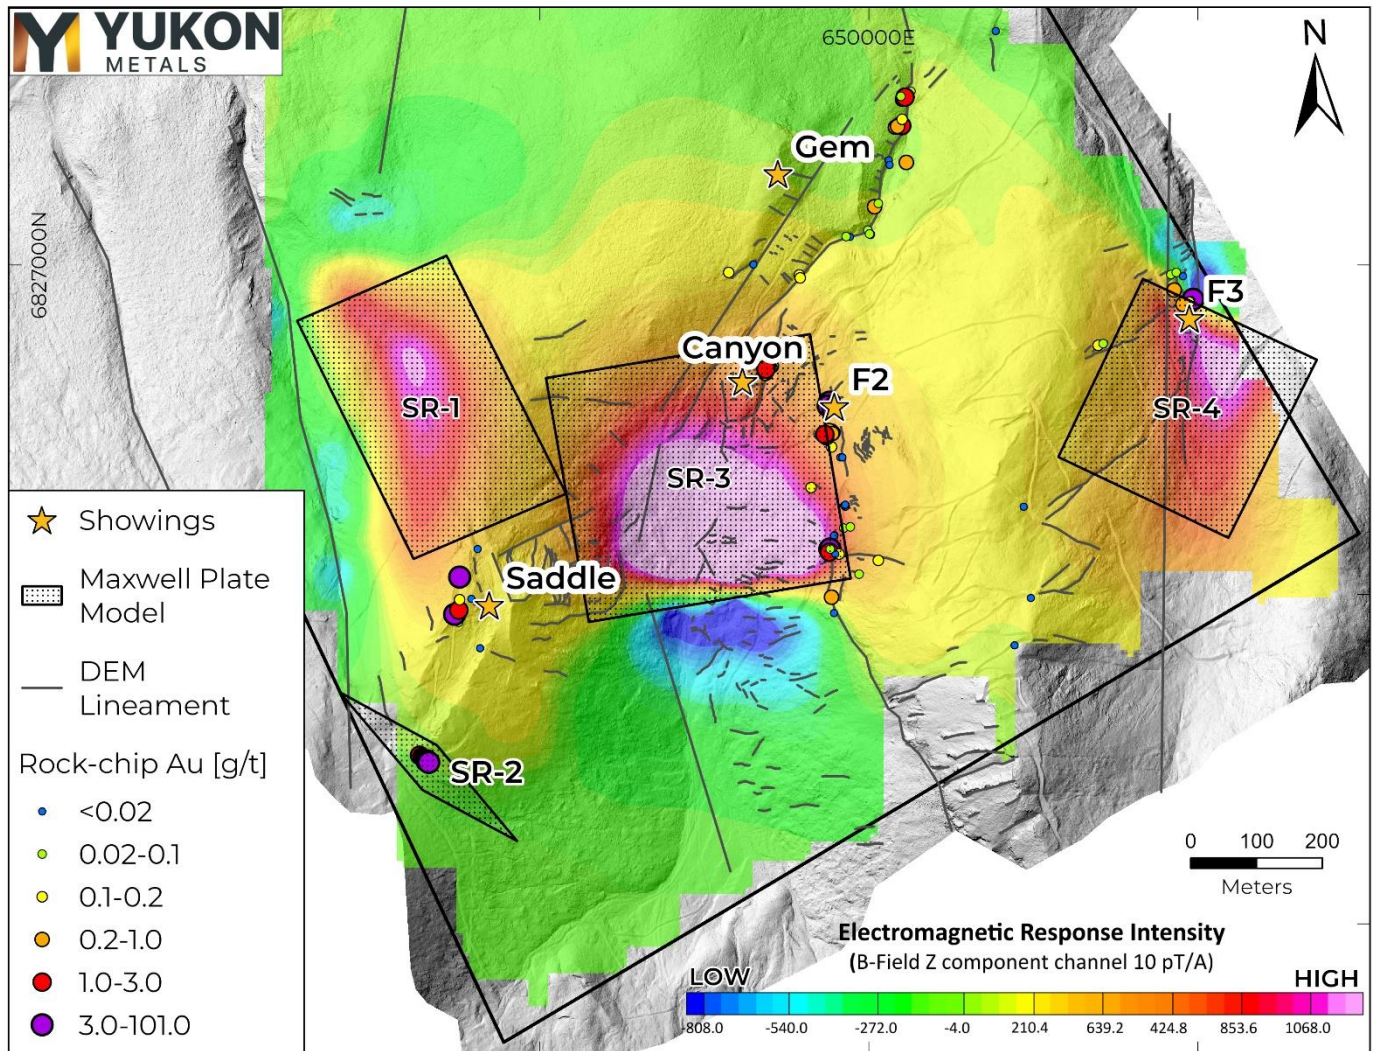 YUKON
METALS
650000E
N
6827000N
Gem
F3
Canyon
F2
SR-1
SR-4
SR-3
Saddle
SR-2
Showings
Maxwell Plate
Model
DEM
Lineament
Rock-chip Au [g/t]
<0.02
0.02-0.1
0.1-0.2
0.2-1.0
1.0-3.0
3.0-101.0
0 100 200
Meters
Electromagnetic Response Intensity
(B-Field Z component channel 10 pT/A)
LOW HIGH
-808.0 -540.0 -272.0 -4.0 210.4 639.2 424.8 853.6 1068.0